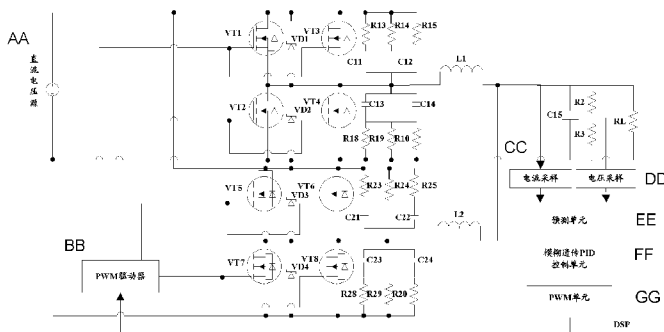 AA
直流电压源
VT1
VT3
VD1
R13
R14
R15
C11
C12
L1
VT2
VT4
VD2
C13
C14
R18
R19
R10
R2
C15
R3
RL
CC
电流采样
电压采样
DD
VT5
VT6
VD3
R23
R24
R25
C21
C22
L2
预测单元
EE
BB
PWM驱动器
VT7
VT8
VD4
C23
C24
R28
R29
R20
模糊遗传PID
控制单元
FF
PWM单元
GG
DSP